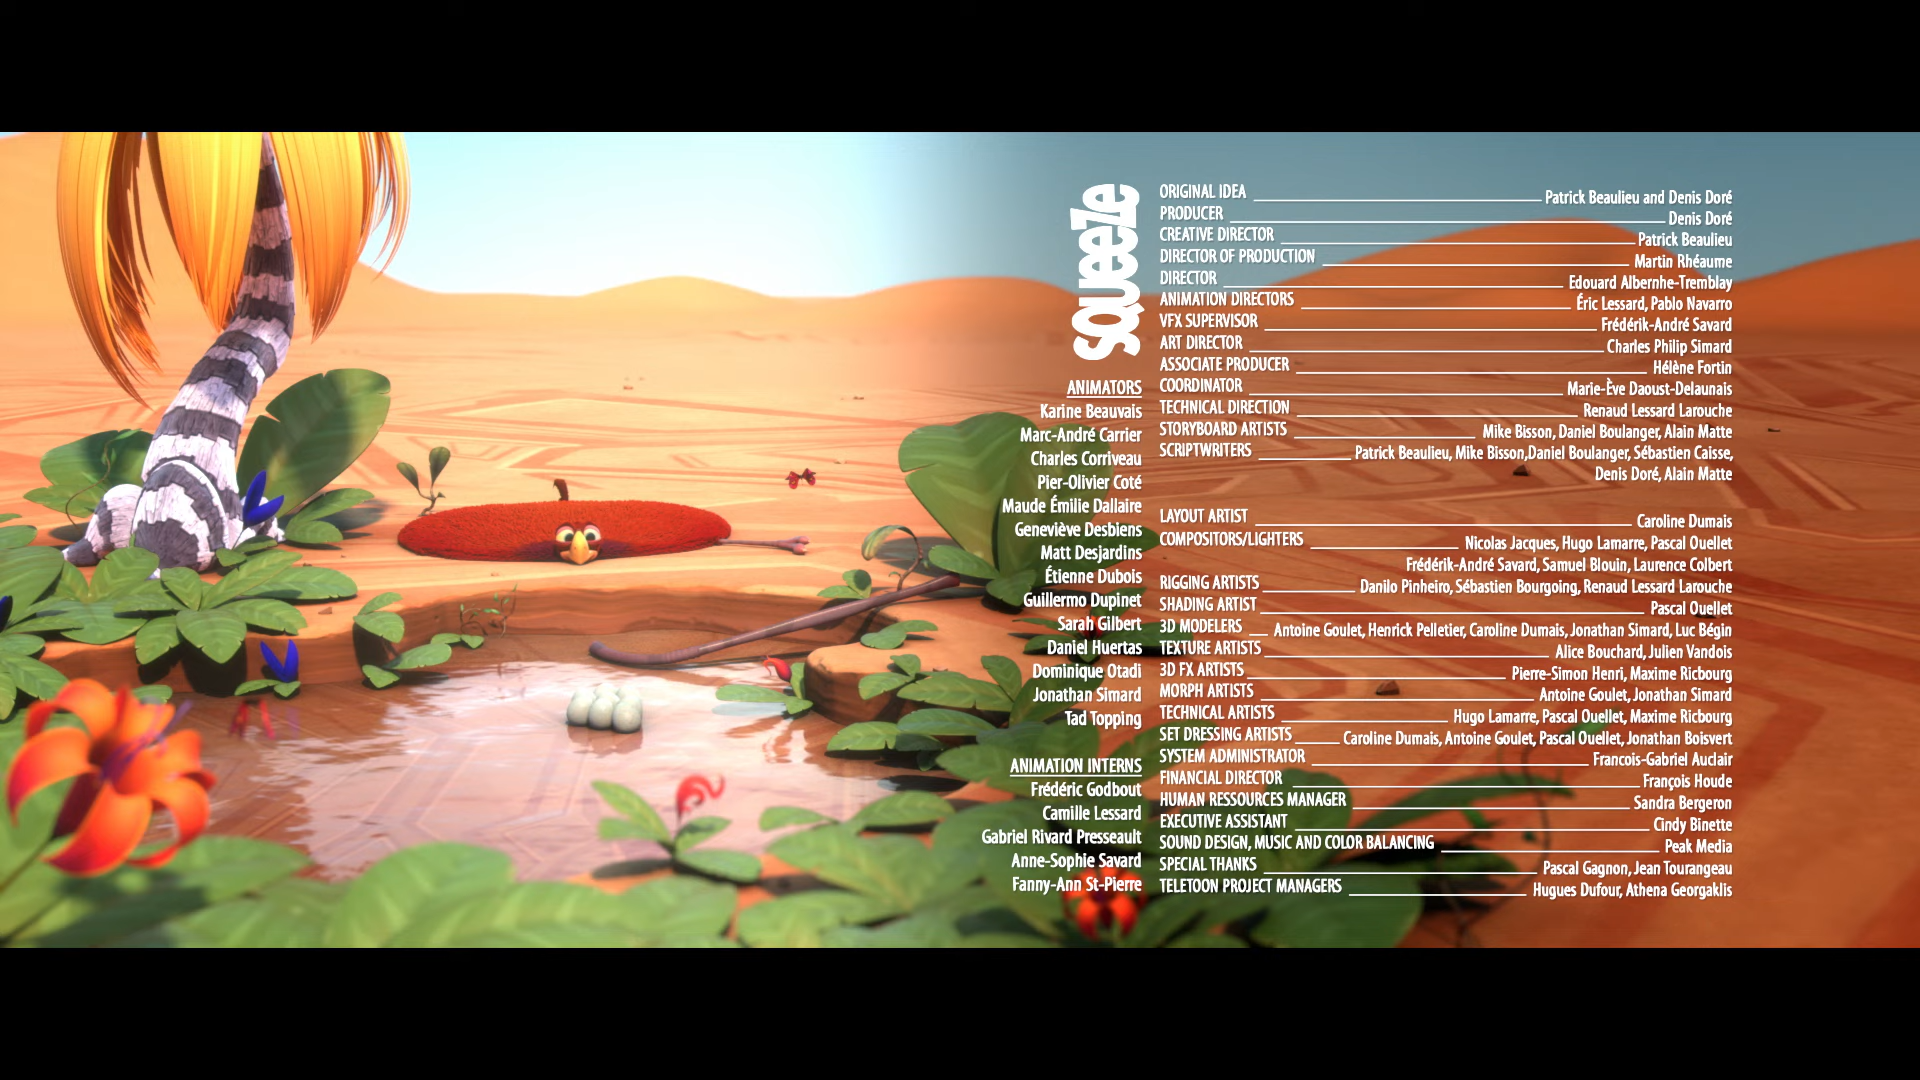 squeeze
ANIMATORS
Karine Beauvais
Marc-André Carrier
Charles Corriveau
Pier-Olivier Coté
Maude Émilie Dallaire
Geneviève Desbiens
Matt Desjardins
Étienne Dubois
Guillermo Dupinet
Sarah Gilbert
Daniel Huertas
Dominique Otadi
Jonathan Simard
Tad Topping
ANIMATION INTERNS
Frédéric Godbout
Camille Lessard
Gabriel Rivard Presseault
Anne-Sophie Savard
Fanny-Ann St-Pierre
ORIGINAL IDEA Patrick Beaulieu and Denis Doré
PRODUCER Denis Doré
CREATIVE DIRECTOR Patrick Beaulieu
DIRECTOR OF PRODUCTION Martin Rhéaume
DIRECTOR Edouard Albernhe-Tremblay
ANIMATION DIRECTORS Éric Lessard, Pablo Navarro
VFX SUPERVISOR Frédérik-André Savard
ART DIRECTOR Charles Philip Simard
ASSOCIATE PRODUCER Hélène Fortin
COORDINATOR Marie-Ève Daoust-Delaunais
TECHNICAL DIRECTION Renaud Lessard Larouche
STORYBOARD ARTISTS Mike Bisson, Daniel Boulanger, Alain Matte
SCRIPTWRITERS Patrick Beaulieu, Mike Bisson,Daniel Boulanger, Sébastien Caisse,
Denis Doré, Alain Matte
LAYOUT ARTIST Caroline Dumais
COMPOSITORS/LIGHTERS Nicolas Jacques, Hugo Lamarre, Pascal Ouellet
Frédérik-André Savard, Samuel Blouin, Laurence Colbert
RIGGING ARTISTS Danilo Pinheiro, Sébastien Bourgoing, Renaud Lessard Larouche
SHADING ARTIST Pascal Ouellet
3D MODELERS Antoine Goulet, Henrick Pelletier, Caroline Dumais, Jonathan Simard, Luc Bégin
TEXTURE ARTISTS Alice Bouchard, Julien Vandois
3D FX ARTISTS Pierre-Simon Henri, Maxime Ricbourg
MORPH ARTISTS Antoine Goulet, Jonathan Simard
TECHNICAL ARTISTS Hugo Lamarre, Pascal Ouellet, Maxime Ricbourg
SET DRESSING ARTISTS Caroline Dumais, Antoine Goulet, Pascal Ouellet, Jonathan Boisvert
SYSTEM ADMINISTRATOR Francois-Gabriel Auclair
FINANCIAL DIRECTOR François Houde
HUMAN RESSOURCES MANAGER Sandra Bergeron
EXECUTIVE ASSISTANT Cindy Binette
SOUND DESIGN, MUSIC AND COLOR BALANCING Peak Media
SPECIAL THANKS Pascal Gagnon, Jean Tourangeau
TELETOON PROJECT MANAGERS Hugues Dufour, Athena Georgaklis